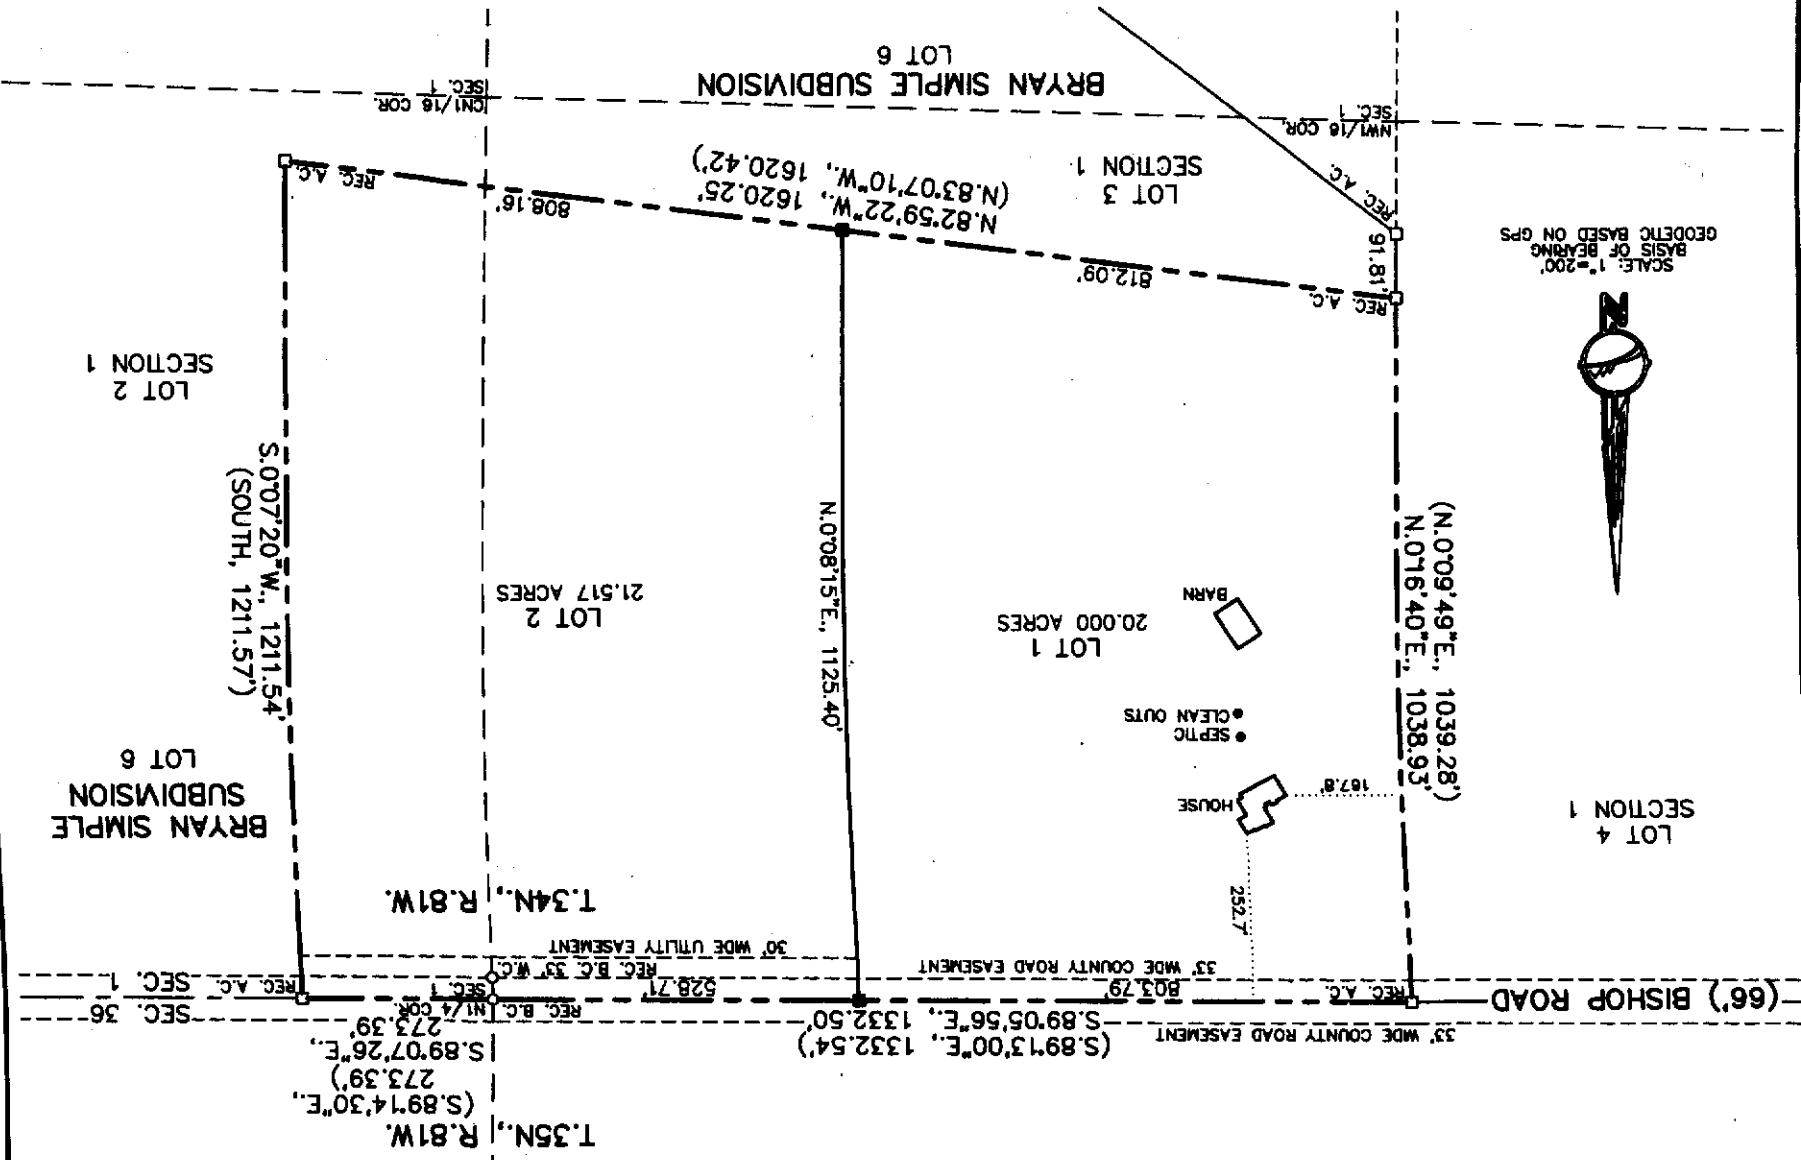 T.35N., R.81W.
(S.89°14'30"E.,
273.39')
S.89°07'26"E.,
273.39'
(S.89°13'00"E., 1332.54')
S.89°05'56"E., 1332.50'
33' WIDE COUNTY ROAD EASEMENT
(66') BISHOP ROAD
REC. A.C.
803.79'
528.71'
REC. B.C.
N1/4 COR.
SEC. 1
SEC. 36
SEC. 1
REC. A.C.
33' WIDE COUNTY ROAD EASEMENT
REC. B.C. 33' W.C.
30' WIDE UTILITY EASEMENT
T.34N., R.81W.
252.7'
LOT 4
SECTION 1
187.8'
HOUSE
SEPTIC
CLEAN OUTS
BARN
LOT 1
20.000 ACRES
LOT 2
21.517 ACRES
BRYAN SIMPLE
SUBDIVISION
LOT 6
(N.0°09'49"E., 1039.28')
N.0°16'40"E., 1038.93'
N.0°08'15"E., 1125.40'
S.0°07'20"W., 1211.54'
(SOUTH, 1211.57')
LOT 2
SECTION 1
N
SCALE: 1"=200'
BASIS OF BEARING
GEODETIC BASED ON GPS
REC. A.C.
91.81'
REC. A.C.
812.09'
808.16'
REC. A.C.
N.82°59'22"W., 1620.25'
(N.83°07'10"W., 1620.42')
LOT 3
SECTION 1
NW1/16 COR.
SEC. 1
CN1/16 COR.
SEC. 1
BRYAN SIMPLE SUBDIVISION
LOT 6